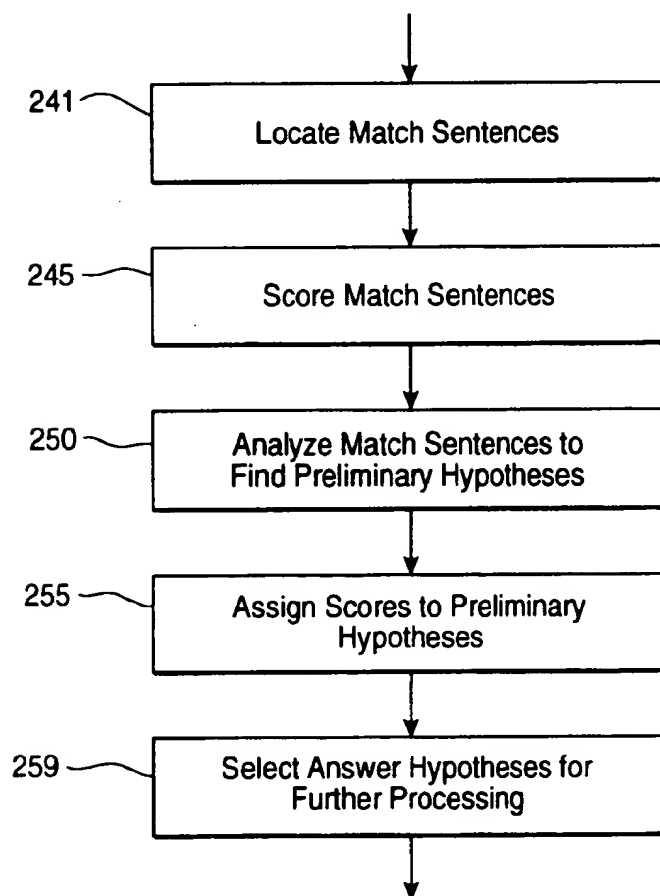 241
Locate Match Sentences
245
Score Match Sentences
250
Analyze Match Sentences to
Find Preliminary Hypotheses
255
Assign Scores to Preliminary
Hypotheses
259
Select Answer Hypotheses for
Further Processing